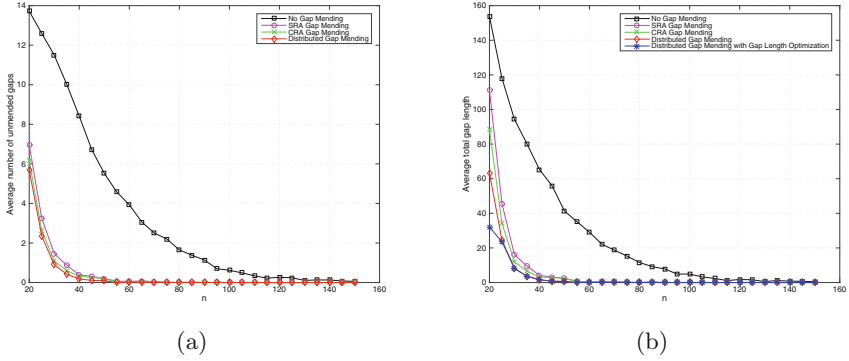 14
12
10
8
6
4
2
0
20 40 60 80 100 120 140 160
n
Average number of unmended gaps
No Gap Mending
SRA Gap Mending
CRA Gap Mending
Distributed Gap Mending
(a)
160
140
120
100
80
60
40
20
0
20 40 60 80 100 120 140 160
n
Average total gap length
No Gap Mending
SRA Gap Mending
CRA Gap Mending
Distributed Gap Mending
Distributed Gap Mending with Gap Length Optimization
(b)